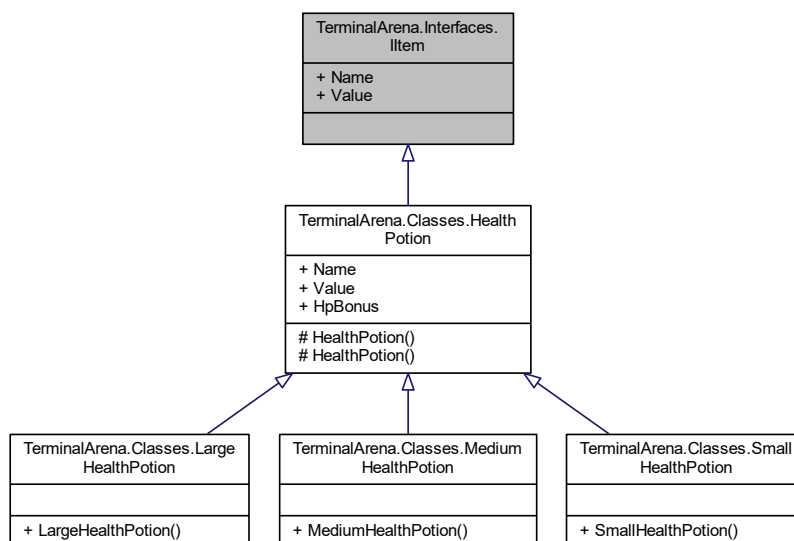 TerminalArena.Interfaces.
IItem
+ Name
+ Value
TerminalArena.Classes.Health
Potion
+ Name
+ Value
+ HpBonus
# HealthPotion()
# HealthPotion()
TerminalArena.Classes.Large
HealthPotion
+ LargeHealthPotion()
TerminalArena.Classes.Medium
HealthPotion
+ MediumHealthPotion()
TerminalArena.Classes.Small
HealthPotion
+ SmallHealthPotion()